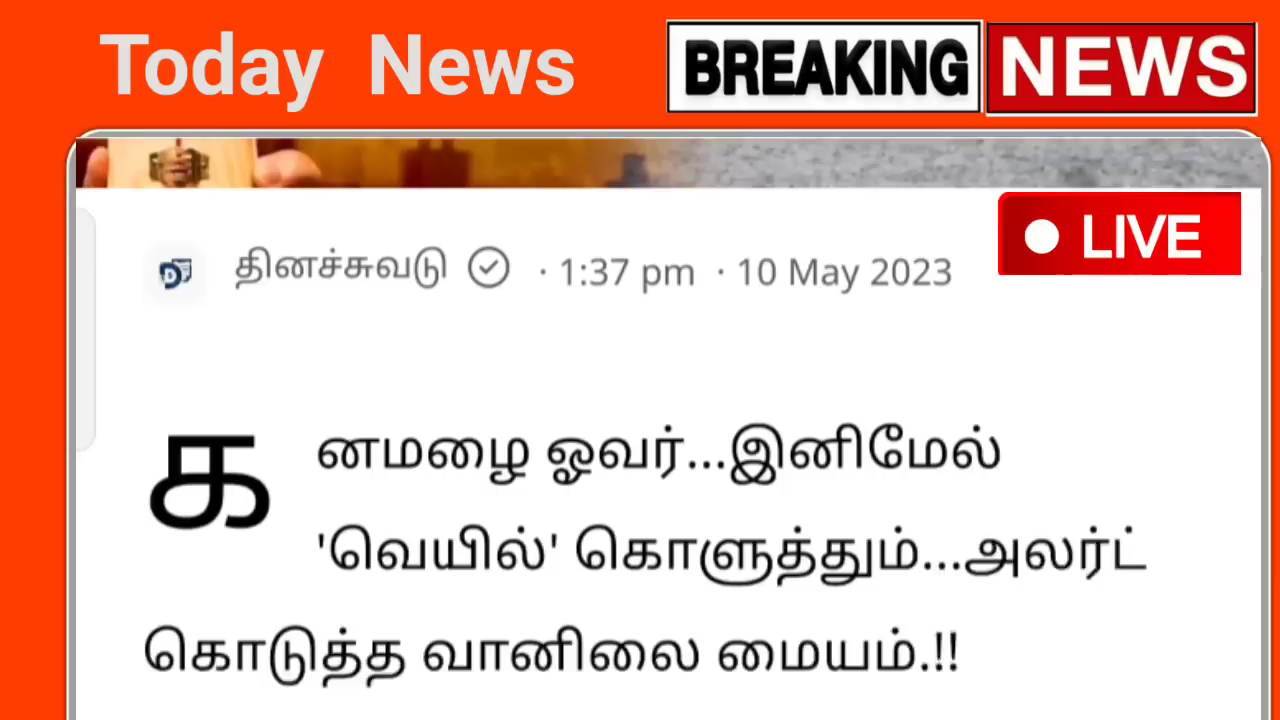 Today News
BREAKING NEWS
LIVE
தினச்சுவடு · 1:37 pm · 10 May 2023
கனமழை ஓவர்...இனிமேல்
'வெயில்' கொளுத்தும்...அலர்ட்
கொடுத்த வானிலை மையம்.!!